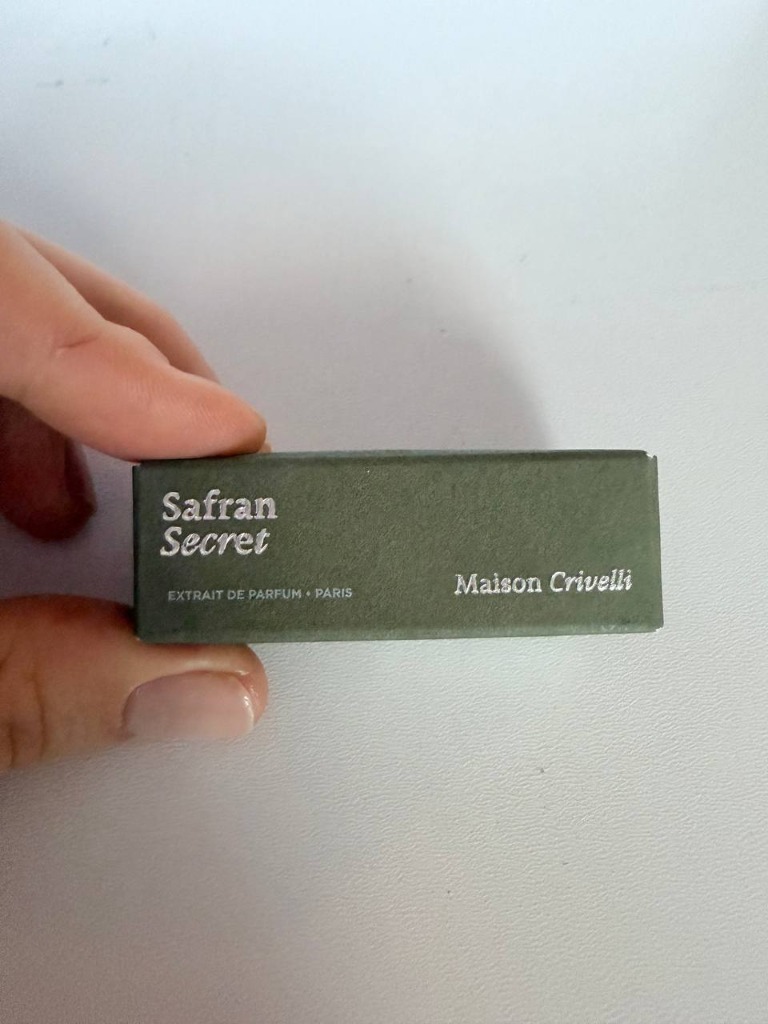 Safran
Secret
EXTRAIT DE PARFUM • PARIS
Maison Crivelli